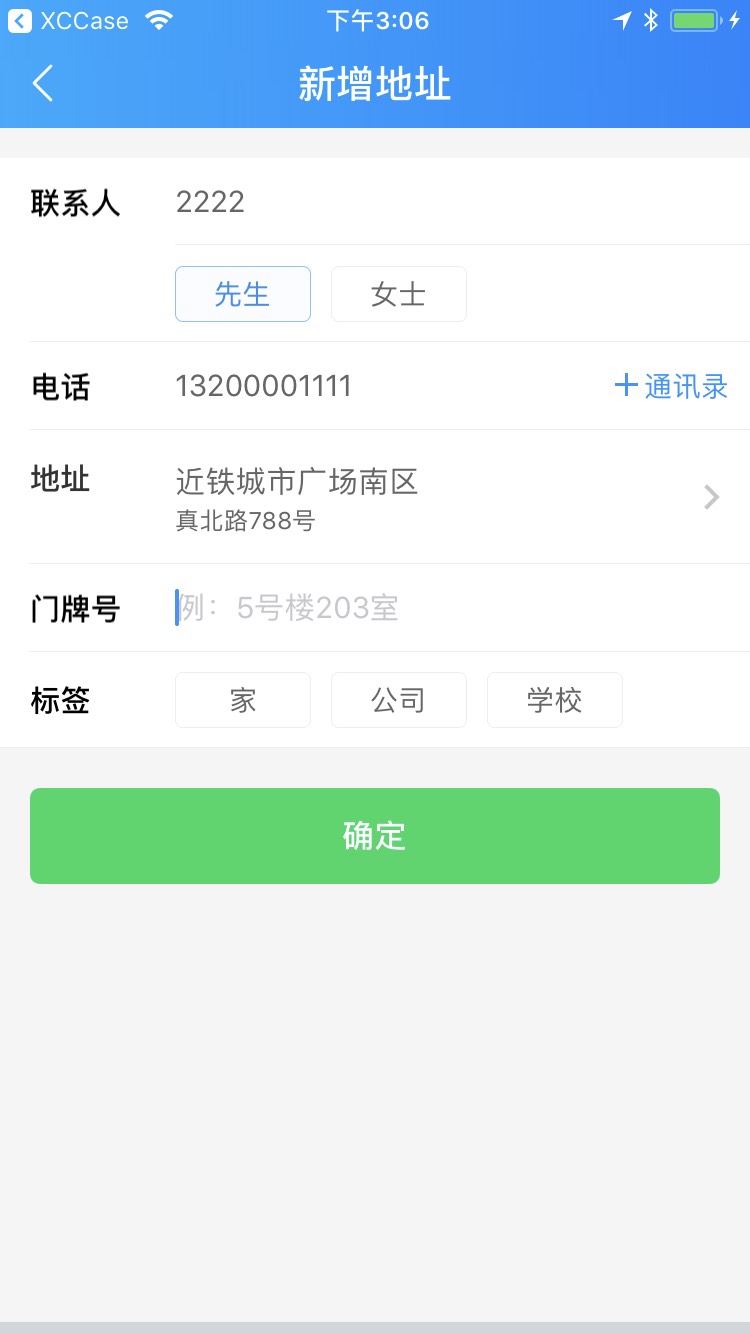 XCCase 下午3:06
新增地址
联系人 2222
先生 女士
电话 13200001111 +通讯录
地址 近铁城市广场南区
真北路788号
门牌号 例：5号楼203室
标签 家 公司 学校
确定